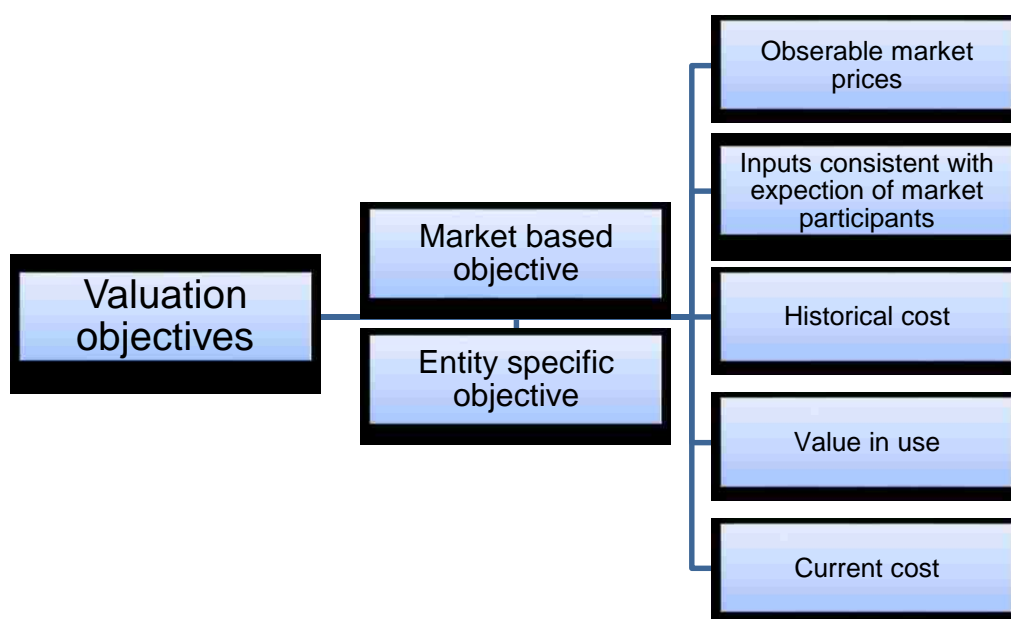 Valuation
objectives
Market based
objective
Entity specific
objective
Obserable market
prices
Inputs consistent with
expection of market
participants
Historical cost
Value in use
Current cost